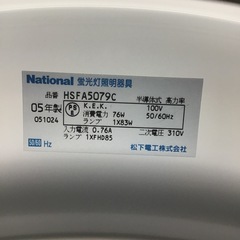 National 蛍光灯照明器具
品番 HSFA5079C 半導体式 高力率
05年製 K.E.K. 100V
051024 消費電力 76W 50/60Hz
ランプ 1X83W
入力電流 0.76A 二次電圧 310V
ランプ 1XFHD85
Hz
松下電工株式会社